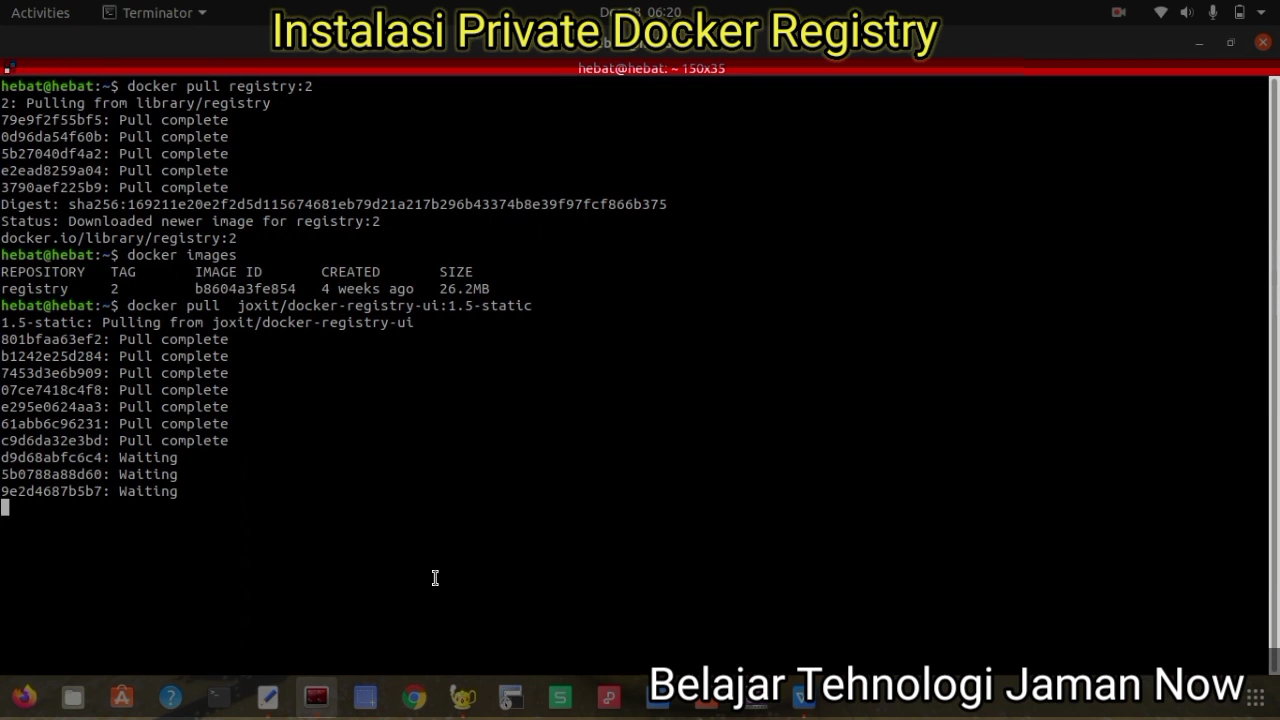 Activities
Terminator
Instalasi Private Docker Registry
06:20
hebat@hebat: ~ 150x35
hebat@hebat:~$ docker pull registry:2
2: Pulling from library/registry
79e9f2f55bf5: Pull complete
0d96da54f60b: Pull complete
5b27040df4a2: Pull complete
e2ead8259a04: Pull complete
3790aef225b9: Pull complete
Digest: sha256:169211e20e2f2d5d115674681eb79d21a217b296b43374b8e39f97fcf866b375
Status: Downloaded newer image for registry:2
docker.io/library/registry:2
hebat@hebat:~$ docker images
REPOSITORY TAG IMAGE ID CREATED SIZE
registry 2 b8604a3fe854 4 weeks ago 26.2MB
hebat@hebat:~$ docker pull  joxit/docker-registry-ui:1.5-static
1.5-static: Pulling from joxit/docker-registry-ui
801bfaa63ef2: Pull complete
b1242e25d284: Pull complete
7453d3e6b909: Pull complete
07ce7418c4f8: Pull complete
e295e0624aa3: Pull complete
61abb6c96231: Pull complete
c9d6da32e3bd: Pull complete
d9d68abfc6c4: Waiting
5b0788a88d60: Waiting
9e2d4687b5b7: Waiting
Belajar Tehnologi Jaman Now